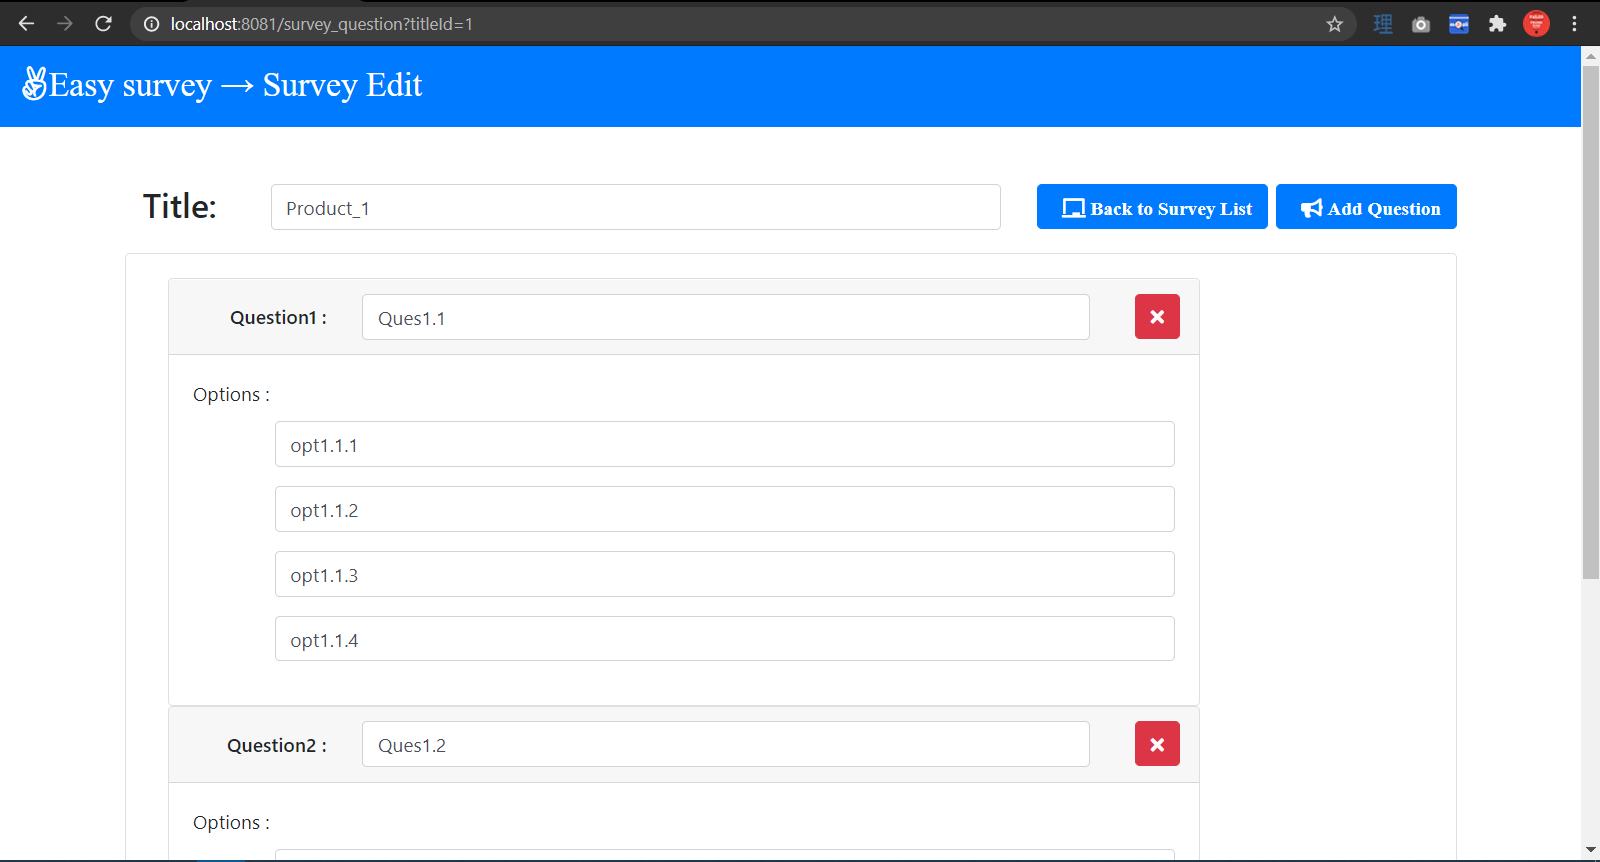 localhost:8081/survey_question?titleId=1
理
✌Easy survey → Survey Edit
Title:
Product_1
Back to Survey List
Add Question
Question1 :
Ques1.1
Options :
opt1.1.1
opt1.1.2
opt1.1.3
opt1.1.4
Question2 :
Ques1.2
Options :